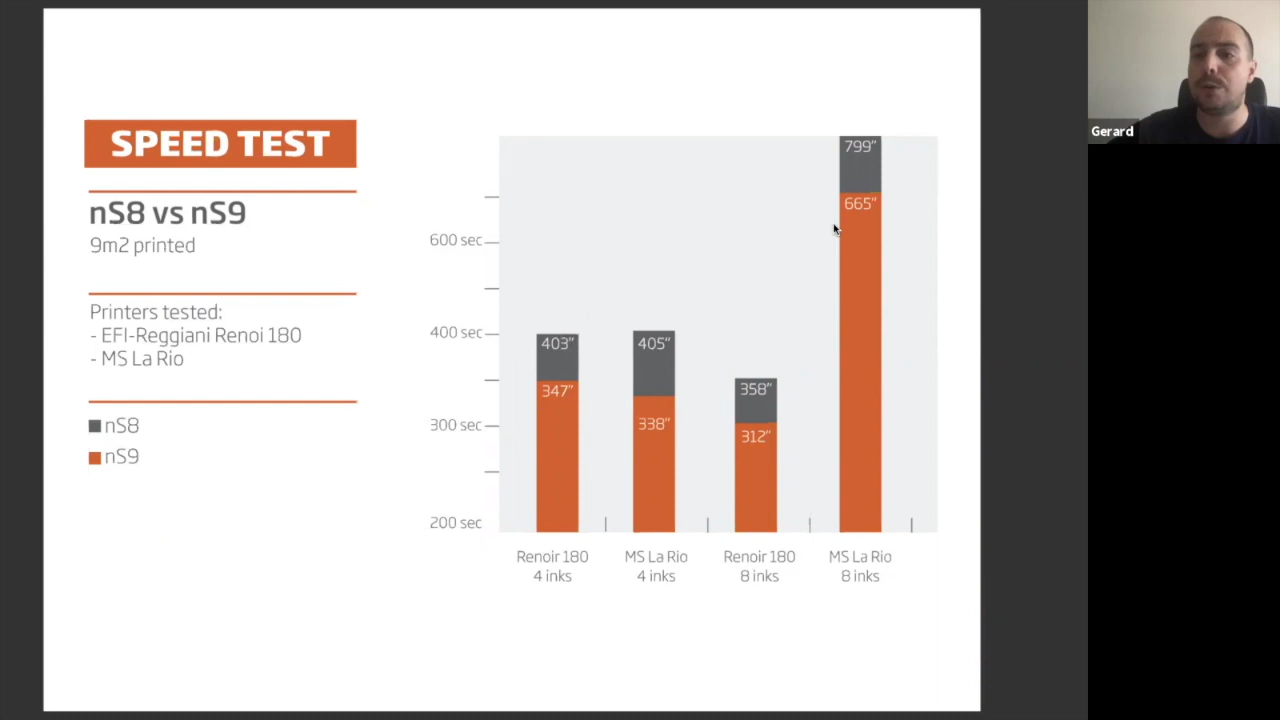 SPEED TEST
nS8 vs nS9
9m2 printed
Printers tested:
- EFI-Reggiani Renoi 180
- MS La Rio
nS8
nS9
600 sec
400 sec
300 sec
200 sec
403”
347”
405”
338”
358”
312”
799”
665”
Renoir 180
4 inks
MS La Rio
4 inks
Renoir 180
8 inks
MS La Rio
8 inks
Gerard